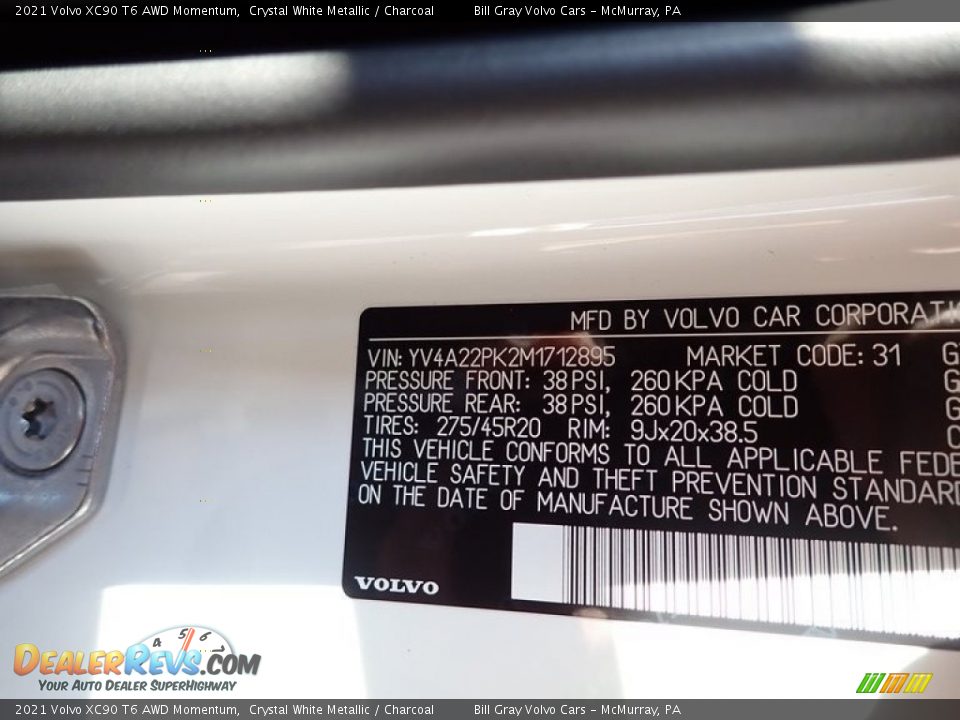 2021 Volvo XC90 T6 AWD Momentum, Crystal White Metallic / Charcoal Bill Gray Volvo Cars - McMurray, PA
MFD BY VOLVO CAR CORPORATI
VIN: YV4A22PK2M1712895 MARKET CODE: 31 G
PRESSURE FRONT: 38 PSI, 260 KPA COLD G
PRESSURE REAR: 38 PSI, 260 KPA COLD G
TIRES: 275/45R20 RIM: 9Jx20x38.5 C
THIS VEHICLE CONFORMS TO ALL APPLICABLE FEDE
VEHICLE SAFETY AND THEFT PREVENTION STANDARD
ON THE DATE OF MANUFACTURE SHOWN ABOVE.
VOLVO
4 5 6
DEALERREVS.COM
YOUR AUTO DEALER SUPERHIGHWAY
2021 Volvo XC90 T6 AWD Momentum, Crystal White Metallic / Charcoal Bill Gray Volvo Cars - McMurray, PA